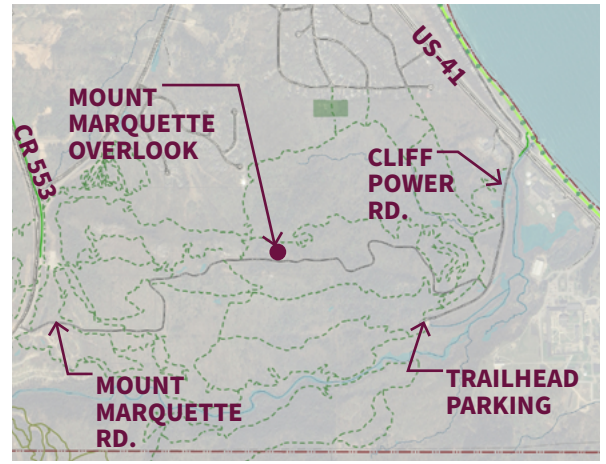 US-41
MOUNT
MARQUETTE
OVERLOOK
CR 553
CLIFF
POWER
RD.
MOUNT
MARQUETTE
RD.
TRAILHEAD
PARKING